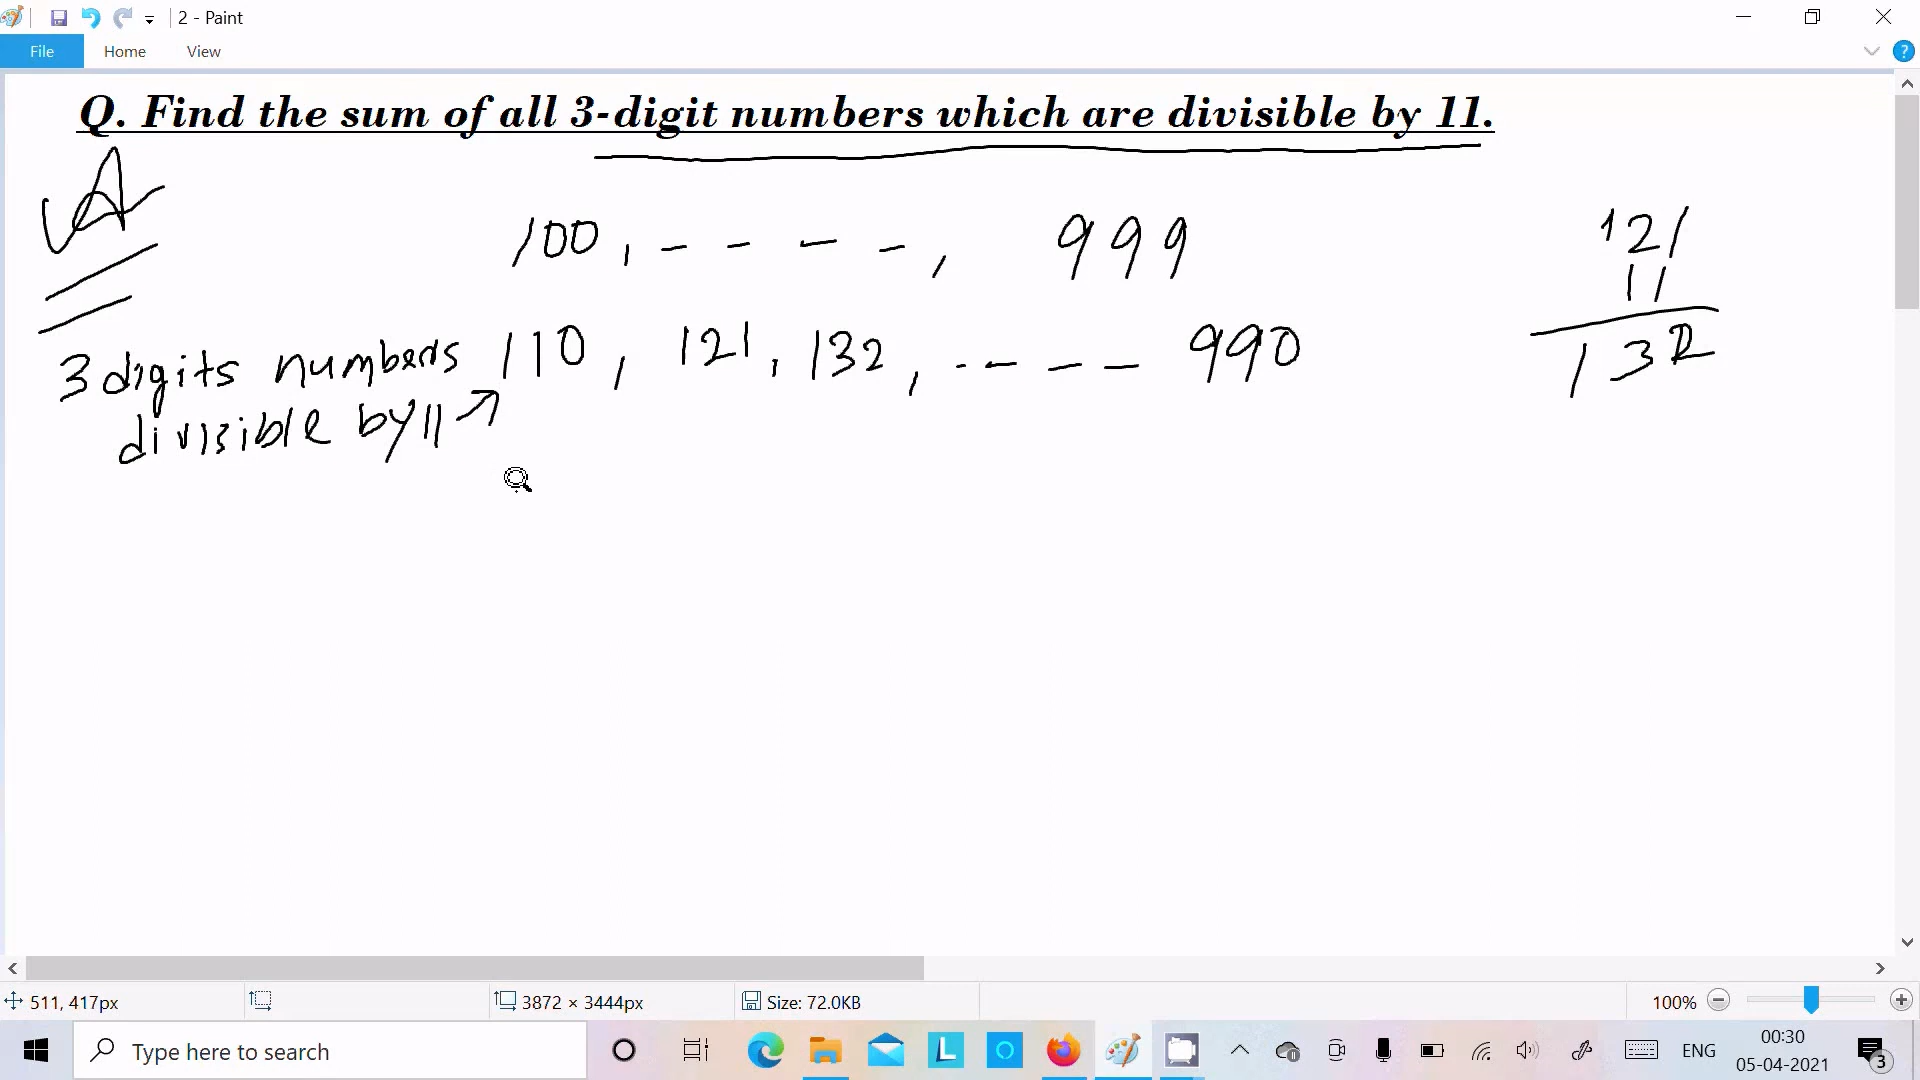 2 - Paint
File Home View
Q. Find the sum of all 3-digit numbers which are divisible by 11.
100, - - - - , 999
121
11
132
3 digits numbers 110, 121, 132, - - - - 990
divisible by 11
511, 417px
3872 × 3444px
Size: 72.0KB
100%
Type here to search
ENG
00:30
05-04-2021
3